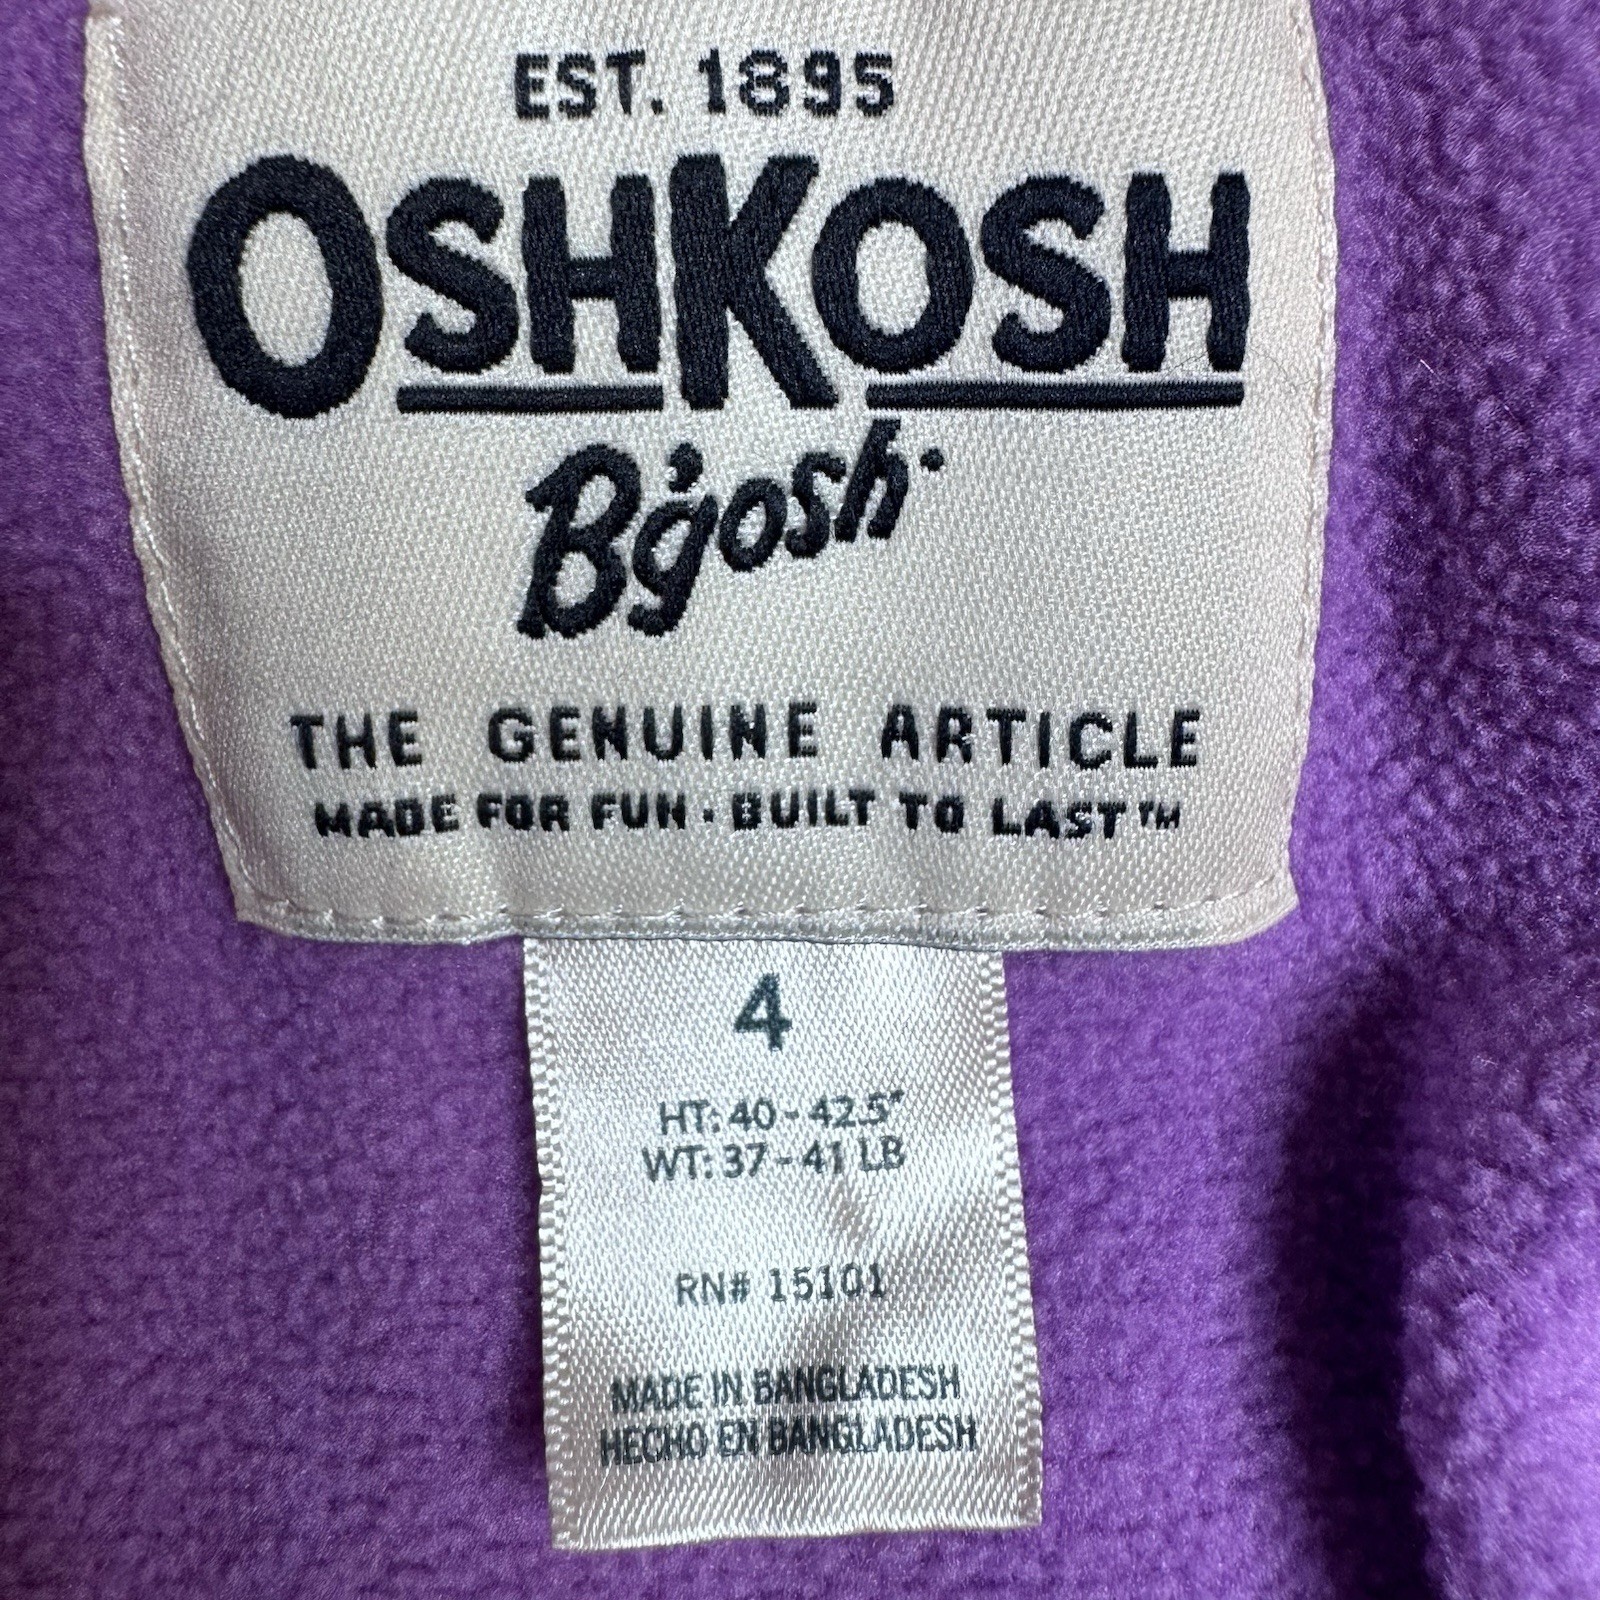 EST. 1895
OSHKOSH
B'gosh
THE GENUINE ARTICLE
MADE FOR FUN · BUILT TO LAST™
4
HT: 40 - 42.5"
WT: 37 - 41 LB
RN# 15101
MADE IN BANGLADESH
HECHO EN BANGLADESH